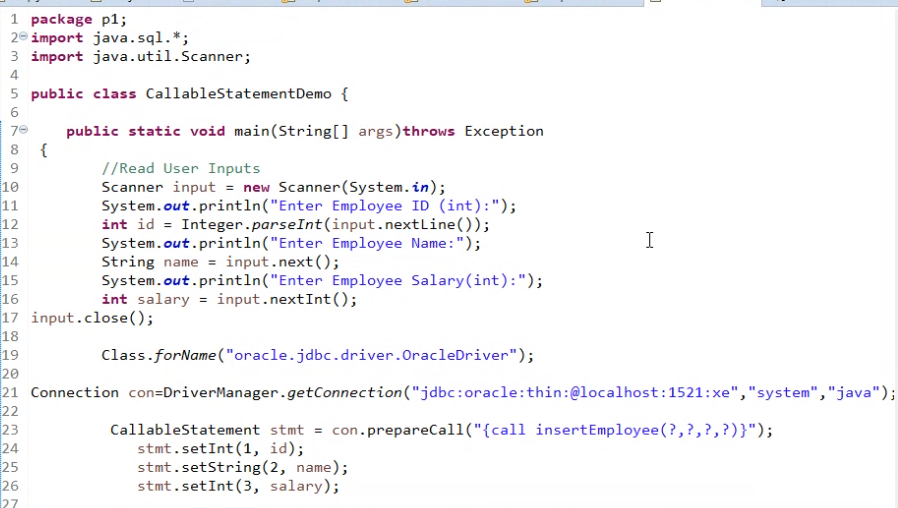 1 package p1;
2 import java.sql.*;
3 import java.util.Scanner;
4
5 public class CallableStatementDemo {
6
7 public static void main(String[] args)throws Exception
8 {
9 //Read User Inputs
10 Scanner input = new Scanner(System.in);
11 System.out.println("Enter Employee ID (int):");
12 int id = Integer.parseInt(input.nextLine());
13 System.out.println("Enter Employee Name:");
14 String name = input.next();
15 System.out.println("Enter Employee Salary(int):");
16 int salary = input.nextInt();
17 input.close();
18
19 Class.forName("oracle.jdbc.driver.OracleDriver");
20
21 Connection con=DriverManager.getConnection("jdbc:oracle:thin:@localhost:1521:xe","system","java");
22
23 CallableStatement stmt = con.prepareCall("{call insertEmployee(?,?,?,?)}");
24 stmt.setInt(1, id);
25 stmt.setString(2, name);
26 stmt.setInt(3, salary);
27